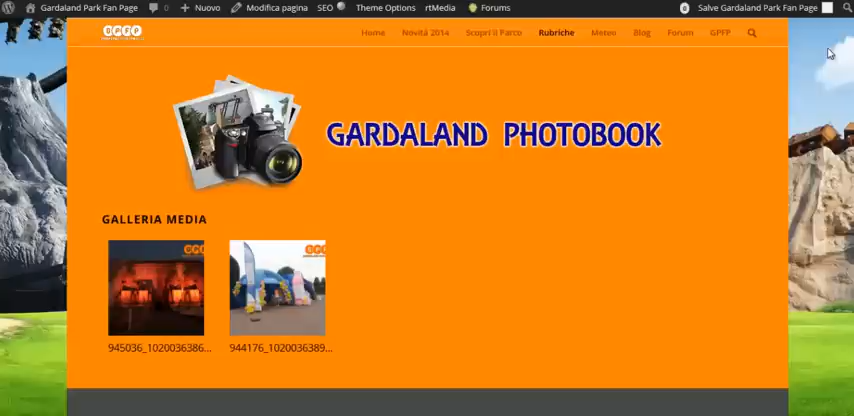 Gardaland Park Fan Page 0 + Nuovo Modifica pagina SEO Theme Options rtMedia Forums Salve Gardaland Park Fan Page
GPFP Home Novità 2014 Scopri il Parco Rubriche Meteo Blog Forum GPFP
GARDALAND PHOTOBOOK
GALLERIA MEDIA
945036_1020036386... 944176_1020036389...